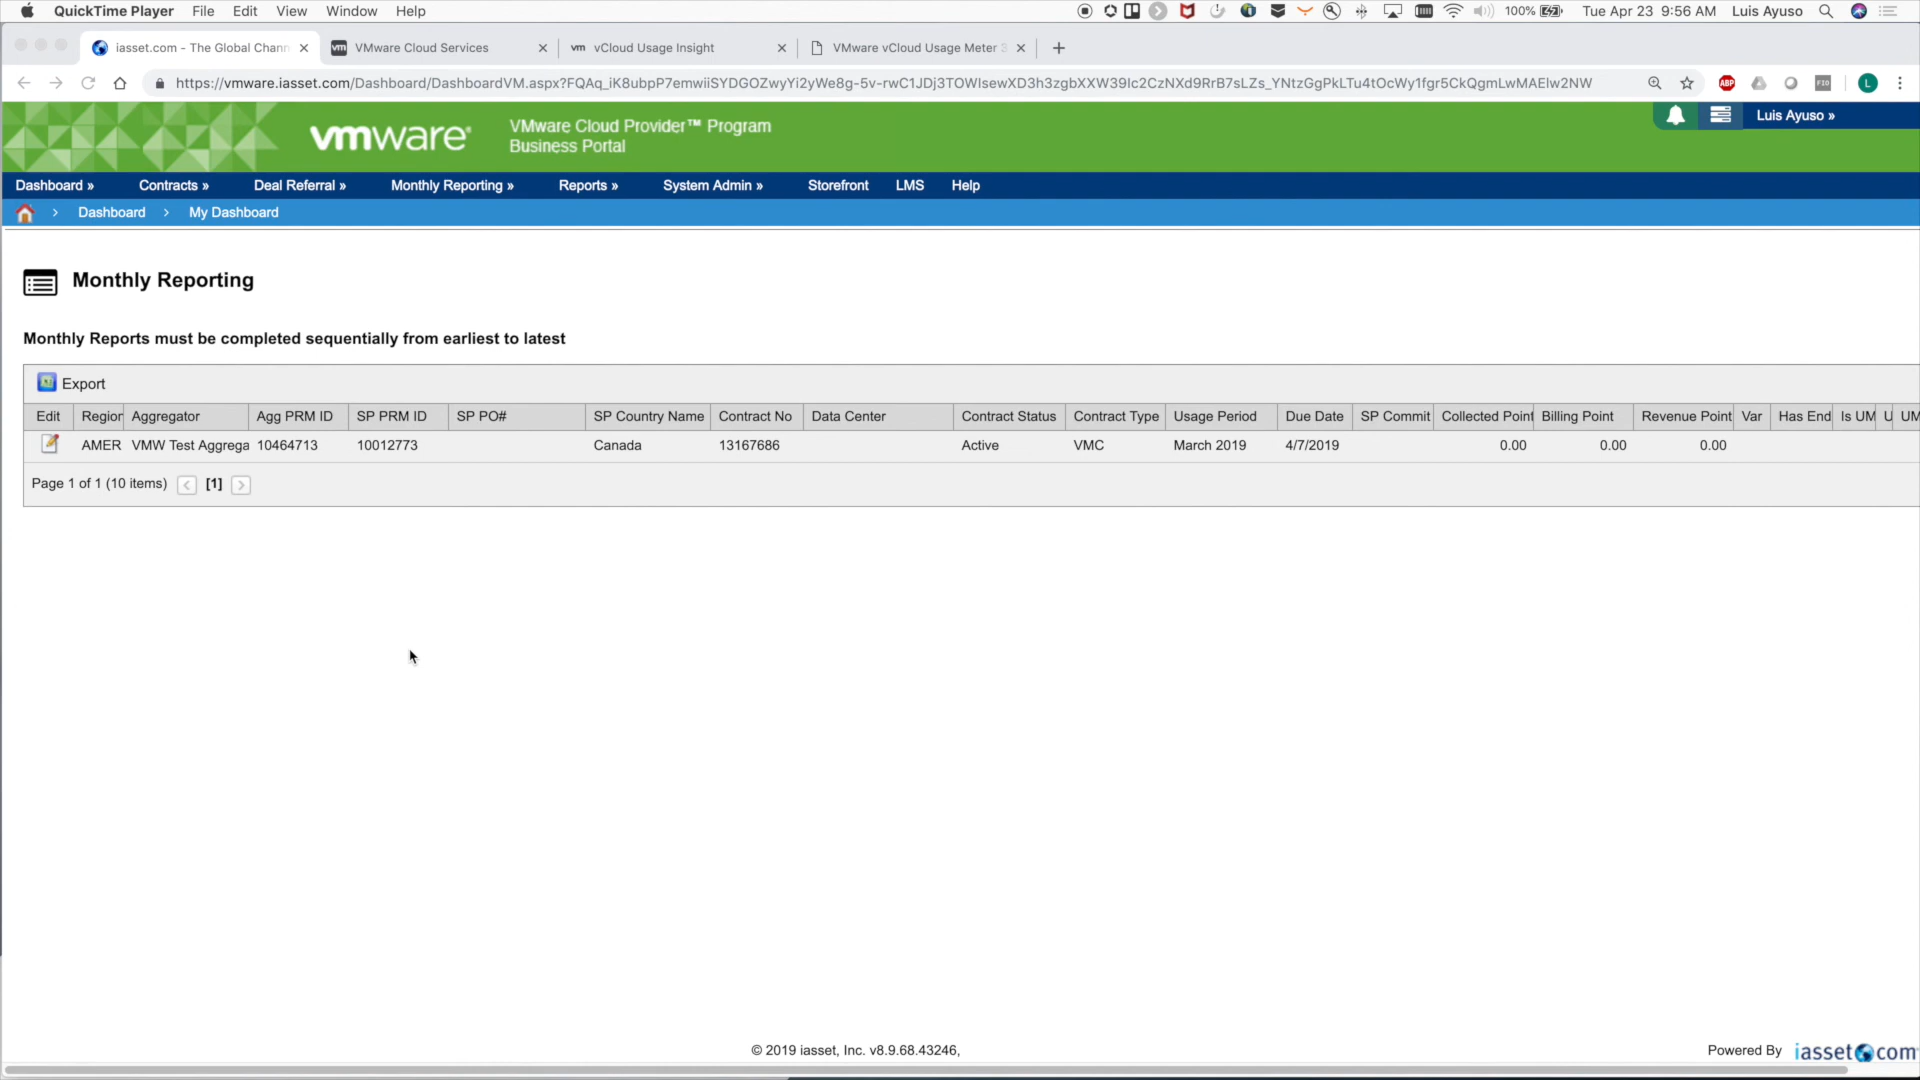 QuickTime Player File Edit View Window Help 100% Tue Apr 23 9:56 AM Luis Ayuso
iasset.com - The Global Chann VMware Cloud Services vCloud Usage Insight VMware vCloud Usage Meter 3
https://vmware.iasset.com/Dashboard/DashboardVM.aspx?FQAq_iK8ubpP7emwiiSYDGOZwyYi2yWe8g-5v-rwC1JDj3TOWIsewXD3h3zgbXXW39Ic2CzNXd9RrB7sLZs_YNtzGgPkLTu4tOcWy1fgr5CkQgmLwMAElw2NW ABP FIO L
vmware VMware Cloud Provider™ Program
Business Portal
Luis Ayuso »
Dashboard » Contracts » Deal Referral » Monthly Reporting » Reports » System Admin » Storefront LMS Help
> Dashboard > My Dashboard
Monthly Reporting
Monthly Reports must be completed sequentially from earliest to latest
Export
Edit Region Aggregator Agg PRM ID SP PRM ID SP PO# SP Country Name Contract No Data Center Contract Status Contract Type Usage Period Due Date SP Commit Collected Point Billing Point Revenue Point Var Has End Is UM U UM
AMER VMW Test Aggrega 10464713 10012773 Canada 13167686 Active VMC March 2019 4/7/2019 0.00 0.00 0.00
Page 1 of 1 (10 items) < [1] >
© 2019 iasset, Inc. v8.9.68.43246,
Powered By iasset.com